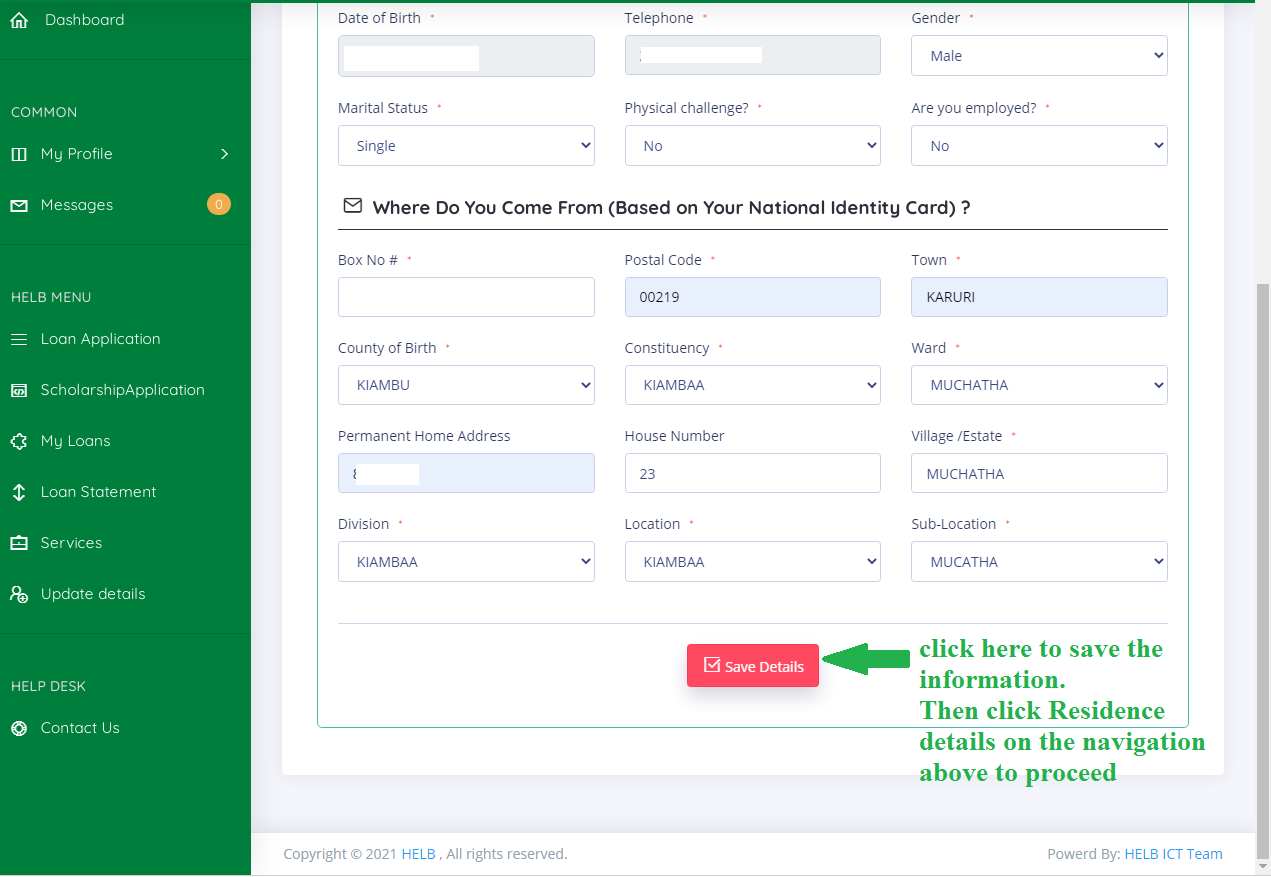 Dashboard
COMMON
My Profile
Messages 0
HELB MENU
Loan Application
ScholarshipApplication
My Loans
Loan Statement
Services
Update details
HELP DESK
Contact Us
Date of Birth * Telephone * Gender *
Male
Marital Status * Physical challenge? * Are you employed? *
Single No No
Where Do You Come From (Based on Your National Identity Card) ?
Box No # * Postal Code * Town *
00219 KARURI
County of Birth * Constituency * Ward *
KIAMBU KIAMBAA MUCHATHA
Permanent Home Address House Number Village /Estate *
23 MUCHATHA
Division * Location * Sub-Location *
KIAMBAA KIAMBAA MUCATHA
Save Details
click here to save the
information.
Then click Residence
details on the navigation
above to proceed
Copyright © 2021 HELB , All rights reserved. Powerd By: HELB ICT Team